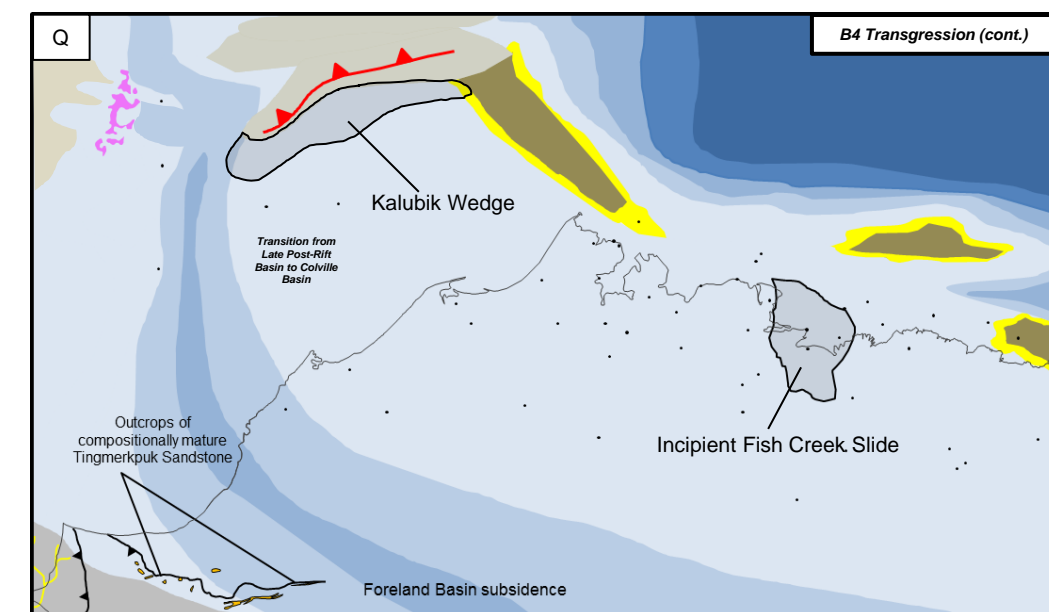 Q
B4 Transgression (cont.)
Kalubik Wedge
Transition from
Late Post-Rift
Basin to Colville
Basin
Outcrops of
compositionally mature
Tingmerkpuk Sandstone
Incipient Fish Creek Slide
Foreland Basin subsidence